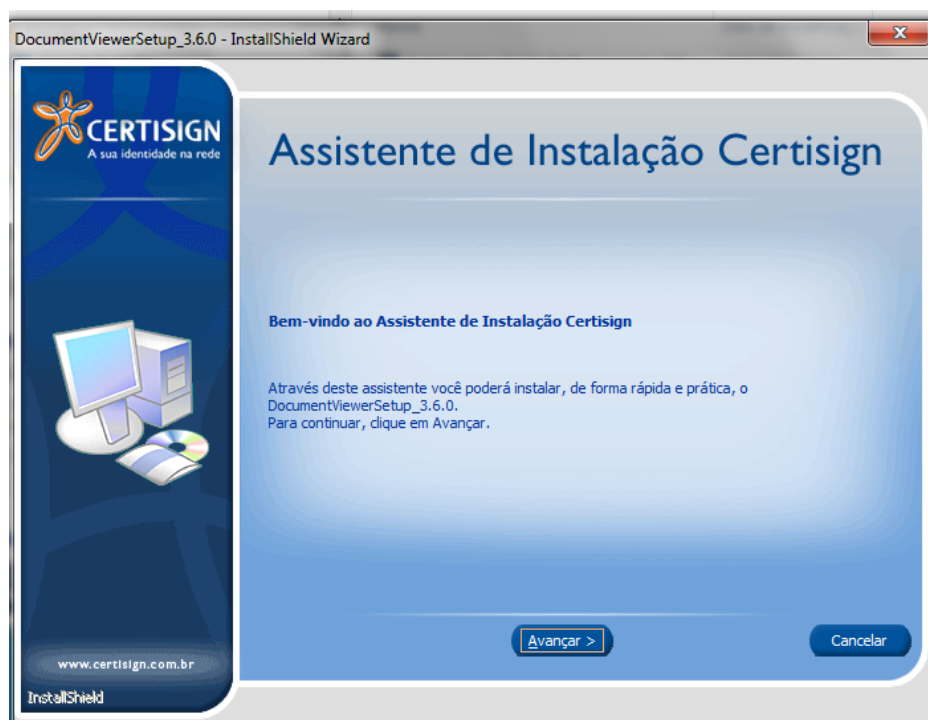 DocumentViewerSetup_3.6.0 - InstallShield Wizard
CERTISIGN
A sua identidade na rede
Assistente de Instalação Certisign
Bem-vindo ao Assistente de Instalação Certisign
Através deste assistente você poderá instalar, de forma rápida e prática, o
DocumentViewerSetup_3.6.0.
Para continuar, clique em Avançar.
Avançar >
Cancelar
www.certisign.com.br
InstallShield